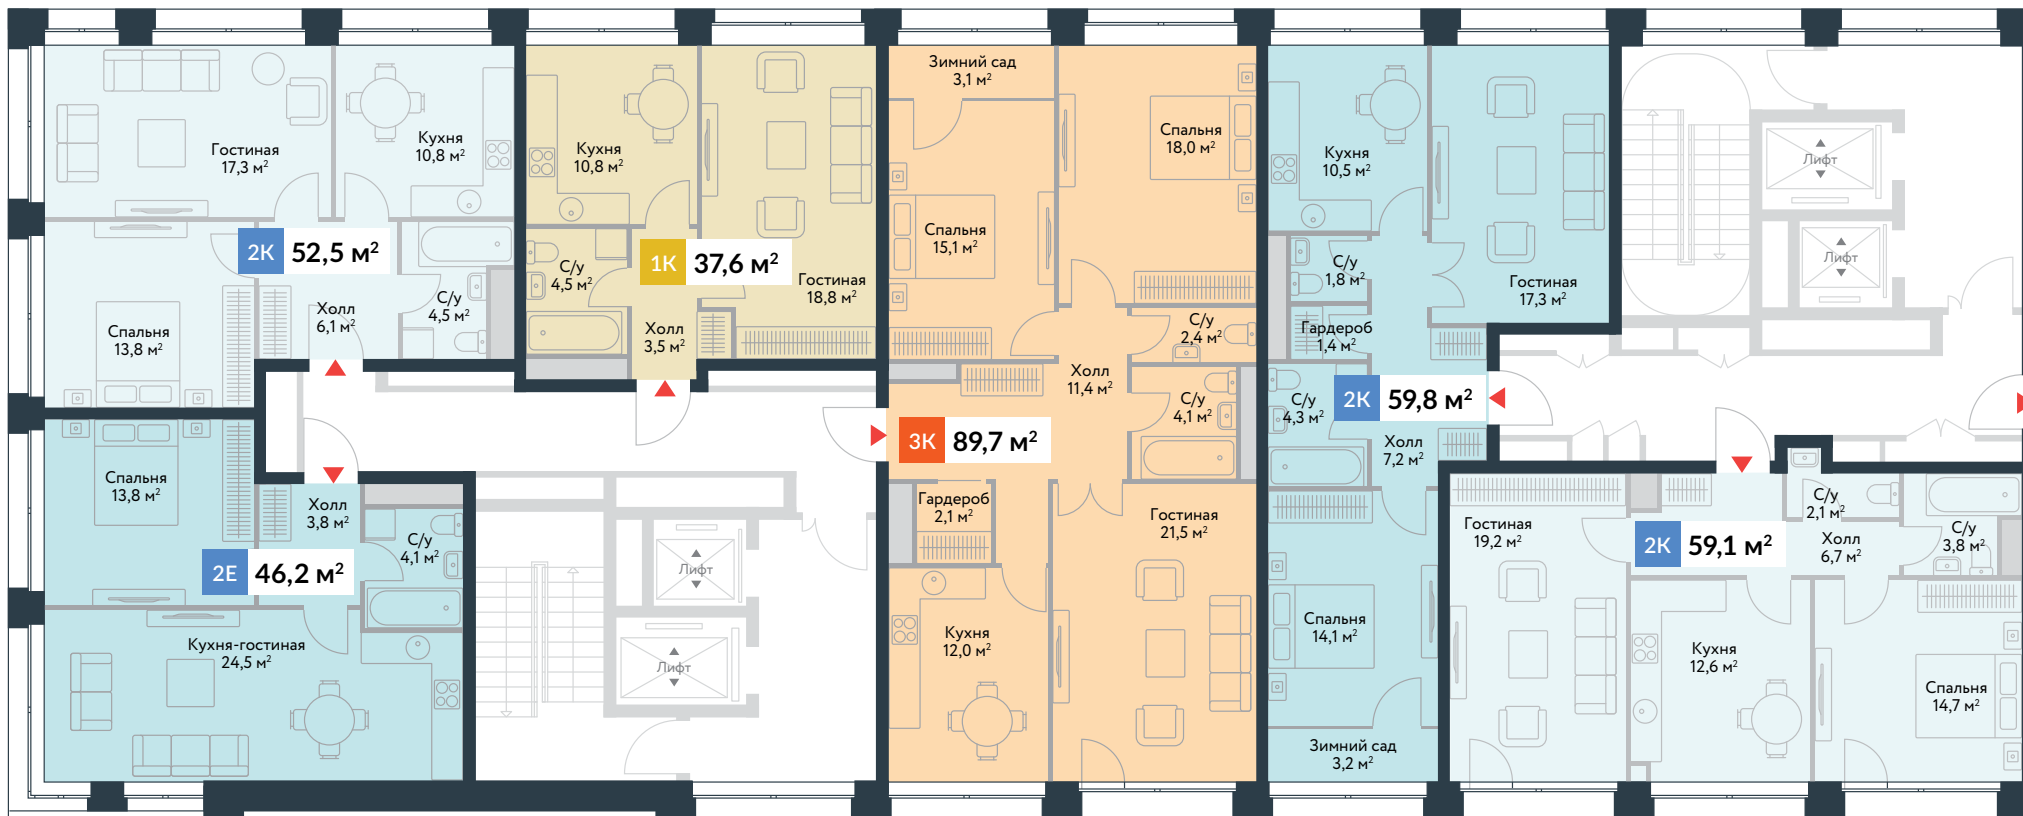 Гостиная
17,3 м²
Кухня
10,8 м²
2К 52,5 м²
Спальня
13,8 м²
Холл
6,1 м²
С/у
4,5 м²
Кухня
10,8 м²
С/у
4,5 м²
1К 37,6 м²
Гостиная
18,8 м²
Холл
3,5 м²
Зимний сад
3,1 м²
Спальня
18,0 м²
Спальня
15,1 м²
С/у
2,4 м²
Холл
11,4 м²
С/у
4,1 м²
3К 89,7 м²
Гардероб
2,1 м²
Гостиная
21,5 м²
Кухня
12,0 м²
Кухня
10,5 м²
С/у
1,8 м²
Гостиная
17,3 м²
Гардероб
1,4 м²
2К 59,8 м²
С/у
4,3 м²
Холл
7,2 м²
Спальня
14,1 м²
Зимний сад
3,2 м²
Лифт
Лифт
Спальня
13,8 м²
Холл
3,8 м²
С/у
4,1 м²
2Е 46,2 м²
Кухня-гостиная
24,5 м²
Лифт
Лифт
Гостиная
19,2 м²
2К 59,1 м²
С/у
2,1 м²
Холл
6,7 м²
С/у
3,8 м²
Кухня
12,6 м²
Спальня
14,7 м²